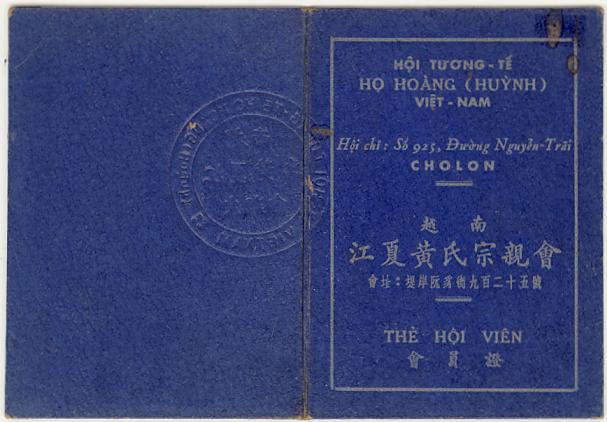 HỘI TƯƠNG-TẾ
HỌ HOÀNG (HUỲNH)
VIỆT-NAM
Hội chỉ: Số 925, Đường Nguyễn-Trãi
CHOLON
越南
江夏黃氏宗親會
會址:堤岸阮廌街九百二十五號
THẺ HỘI VIÊN
會員證